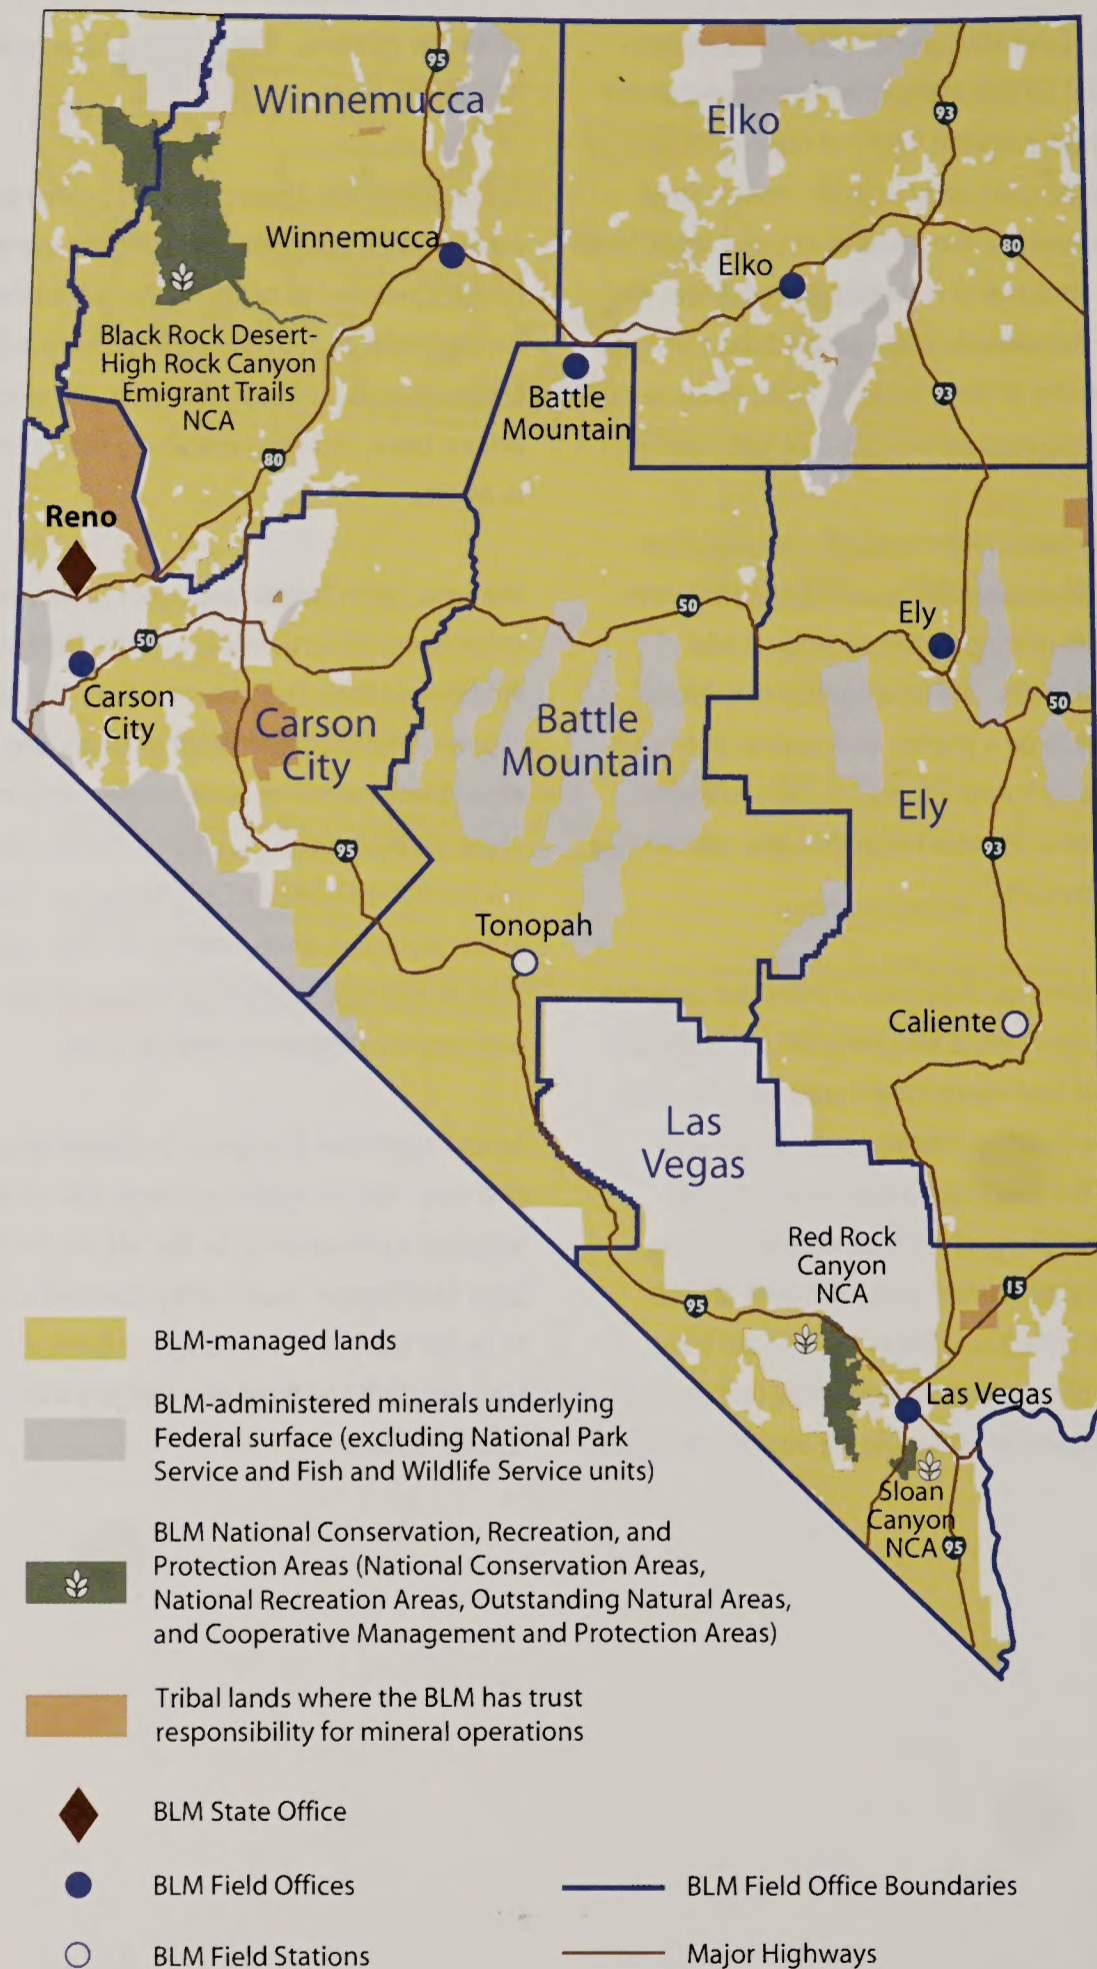 95
Winnemucca
Elko
93
Winnemucca
Elko
80
Black Rock Desert-
High Rock Canyon
Emigrant Trails
NCA
Battle
Mountain
93
80
Reno
50
Ely
50
Carson
City
Carson
City
Battle
Mountain
50
Ely
95
93
Tonopah
Caliente
Las
Vegas
Red Rock
Canyon
NCA
95
15
Las Vegas
Sloan
Canyon
NCA
95
BLM-managed lands
BLM-administered minerals underlying
Federal surface (excluding National Park
Service and Fish and Wildlife Service units)
BLM National Conservation, Recreation, and
Protection Areas (National Conservation Areas,
National Recreation Areas, Outstanding Natural Areas,
and Cooperative Management and Protection Areas)
Tribal lands where the BLM has trust
responsibility for mineral operations
BLM State Office
BLM Field Offices
BLM Field Office Boundaries
BLM Field Stations
Major Highways